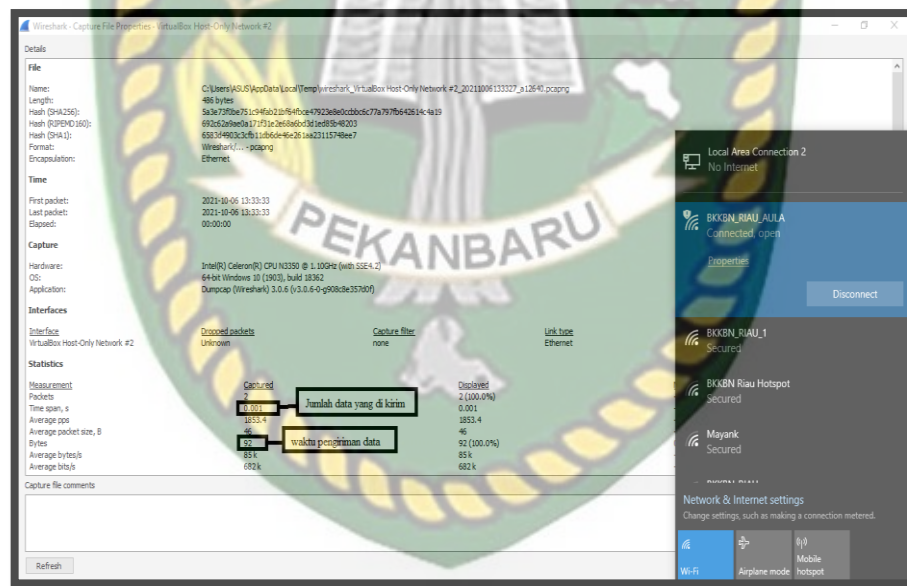 Wireshark - Capture File Properties - VirtualBox Host-Only Network #2
Details
File
Name: C:\Users\ASUS\AppData\Local\Temp\wireshark_VirtualBox Host-Only Network #2_20211006133327_a12640.pcapng
Length: 486 bytes
Hash (SHA256):
Hash (RIPEMD160):
Hash (SHA1):
Format: Wireshark/... - pcapng
Encapsulation: Ethernet
Time
First packet: 2021-10-06 13:33:33
Last packet: 2021-10-06 13:33:33
Elapsed: 00:00:00
Capture
Hardware: Intel(R) Celeron(R) CPU N3350 @ 1.10GHz (with SSE4.2)
OS: 64-bit Windows 10 (1903), build 18362
Application: Dumpcap (Wireshark) 3.0.6 (v3.0.6-0-g908c8e357d0f)
Interfaces
Interface Dropped packets Capture filter Link type
VirtualBox Host-Only Network #2 Unknown none Ethernet
Statistics
Measurement Captured Displayed
Packets 2 2 (100.0%)
Time span, s 0.001 0.001
Average pps 1853.4 1853.4
Average packet size, B 46 46
Bytes 92 92 (100.0%)
Average bytes/s 85 k 85 k
Average bits/s 682 k 682 k
Jumlah data yang di kirim
waktu pengiriman data
Capture file comments
Refresh
PEKANBARU
Local Area Connection 2
No Internet
BKKBN_RIAU_AULA
Connected, open
Properties
Disconnect
BKKBN_RIAU_1
Secured
BKKBN Riau Hotspot
Secured
Mayank
Secured
Network & Internet settings
Change settings, such as making a connection metered.
Wi-Fi
Airplane mode
Mobile hotspot